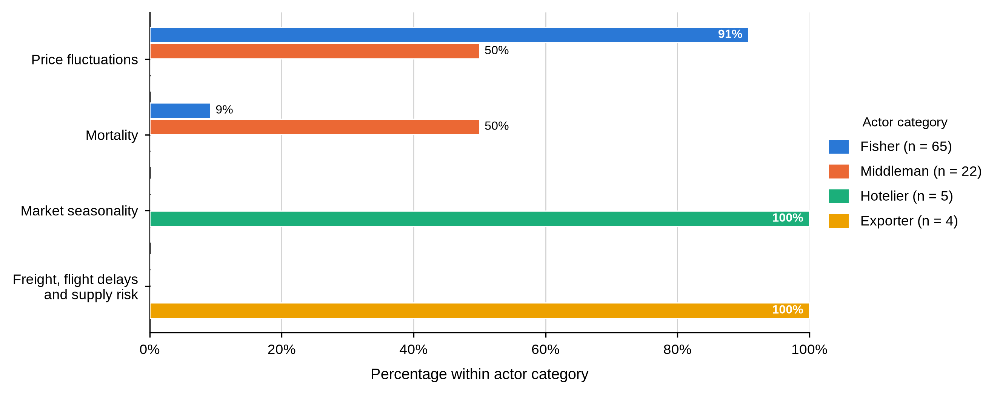 91%
50%
Price fluctuations
9%
50%
Mortality
Market seasonality
100%
Freight, flight delays
and supply risk
100%
0%
20%
40%
60%
80%
100%
Percentage within actor category
Actor category
Fisher (n = 65)
Middleman (n = 22)
Hotelier (n = 5)
Exporter (n = 4)